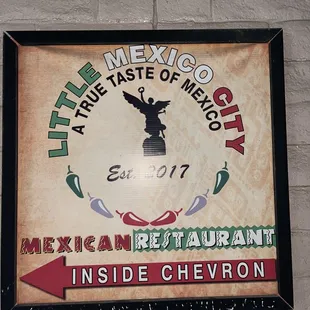 LITTLE MEXICO CITY
A TRUE TASTE OF MEXICO
Est. 2017
MEXICAN RESTAURANT
INSIDE CHEVRON